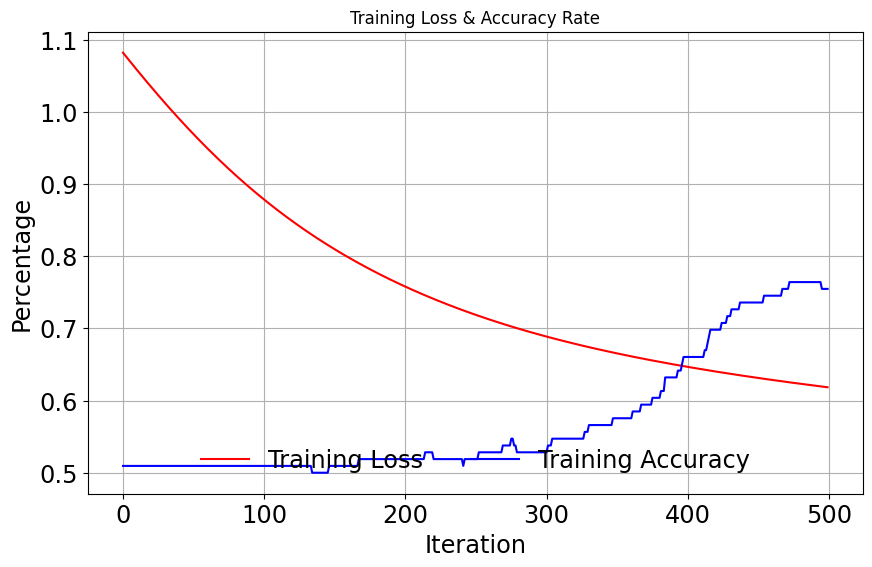 Training Loss & Accuracy Rate
1.1
1.0
0.9
0.8
0.7
0.6
0.5
Percentage
Training Loss Training Accuracy
0 100 200 300 400 500
Iteration